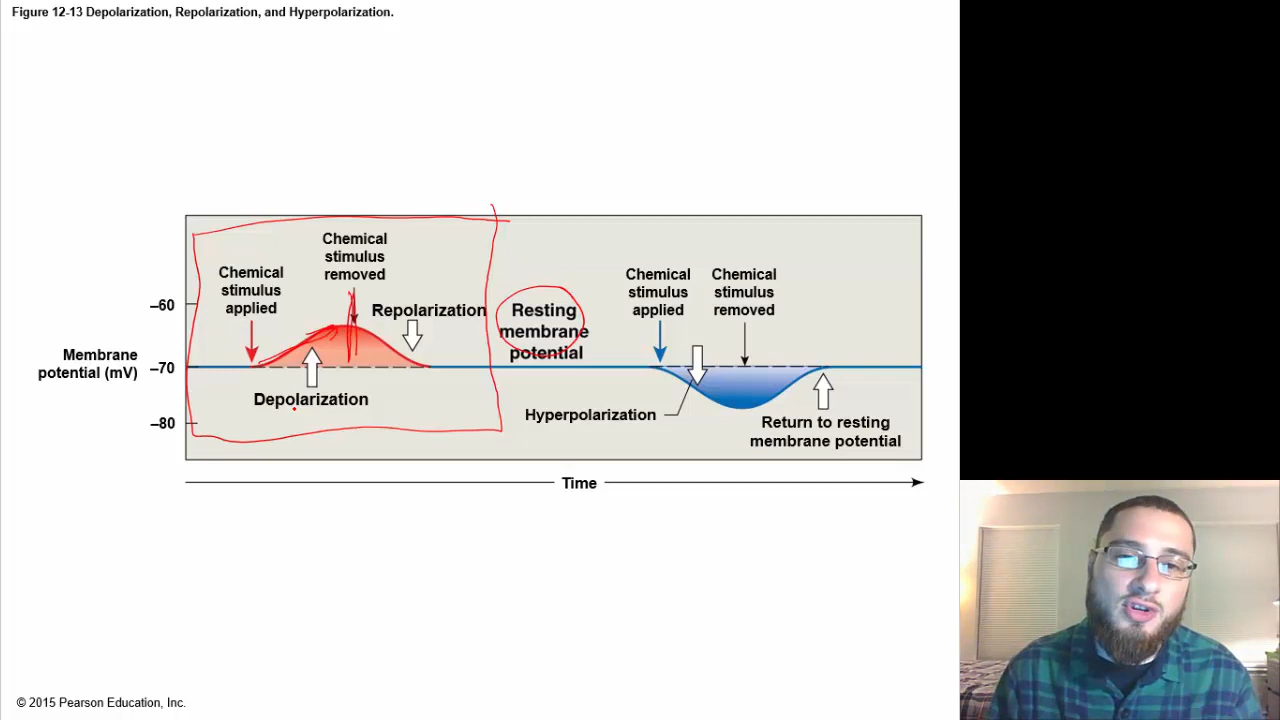 Figure 12-13 Depolarization, Repolarization, and Hyperpolarization.
Chemical
stimulus
removed
Chemical
stimulus
applied
Repolarization
Depolarization
Resting
membrane
potential
Chemical
stimulus
applied
Chemical
stimulus
removed
Hyperpolarization
Return to resting
membrane potential
–60
–70
–80
Membrane
potential (mV)
Time
© 2015 Pearson Education, Inc.